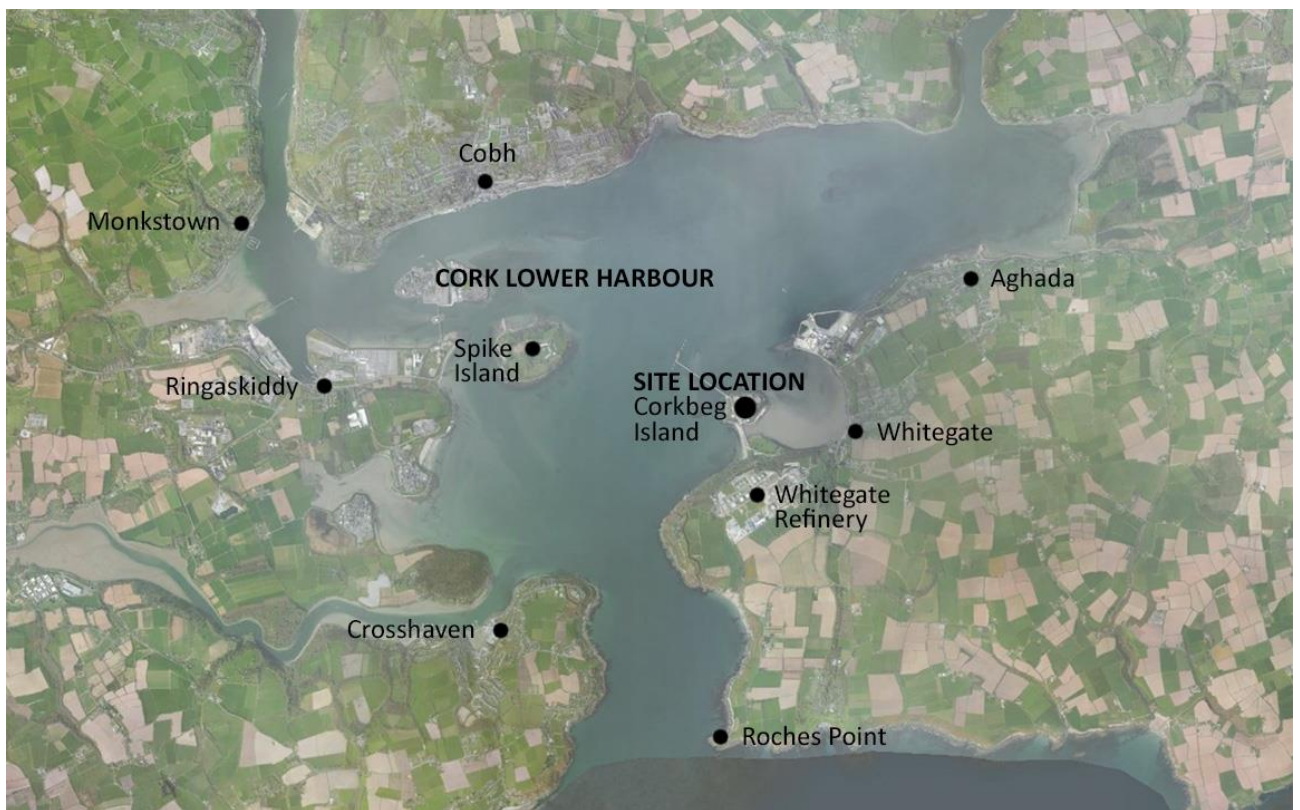 Cobh
Monkstown
CORK LOWER HARBOUR
Aghada
Spike
Island
Ringaskiddy
SITE LOCATION
Corkbeg
Island
Whitegate
Whitegate
Refinery
Crosshaven
Roches Point